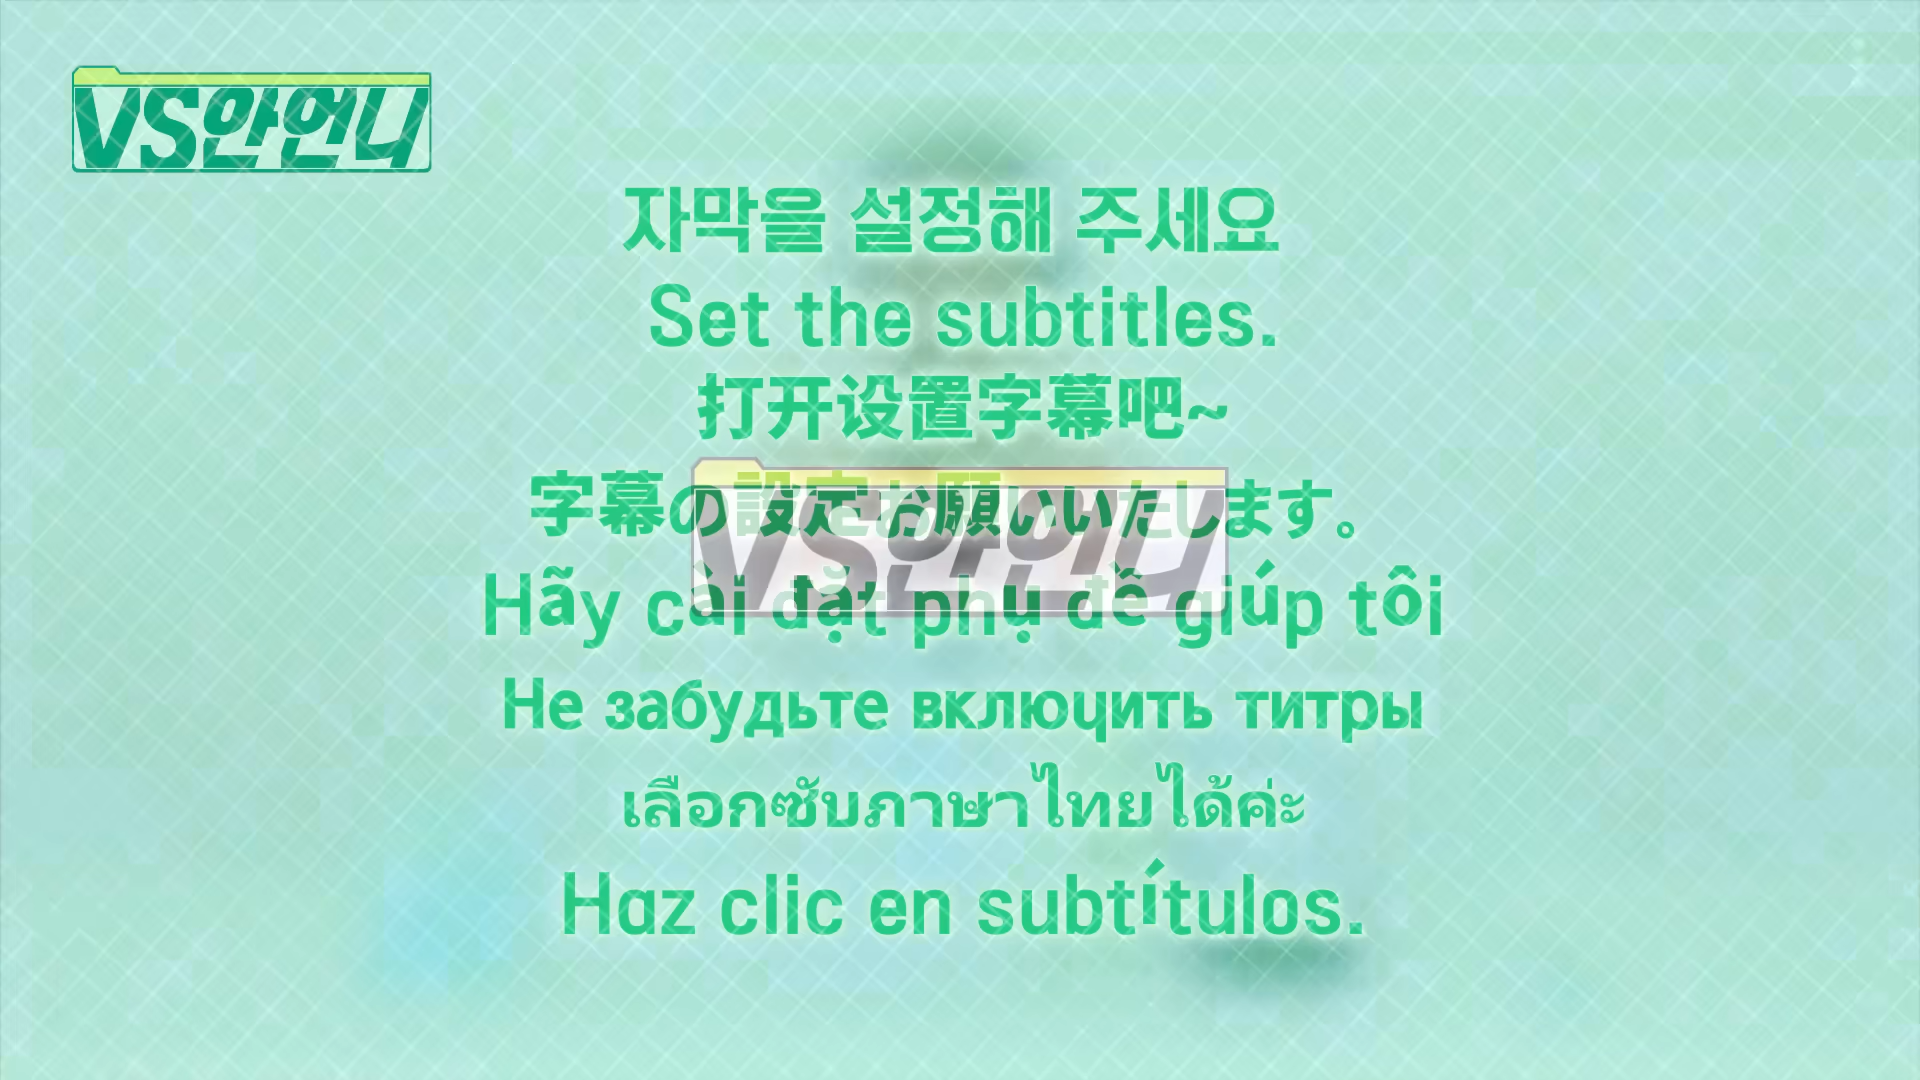 VS안언니
자막을 설정해 주세요
Set the subtitles.
打开设置字幕吧~
字幕の設定お願いいたします。
VS안언니
Hãy cài đặt phụ đề giúp tôi
Не забудьте включить титры
เลือกซับภาษาไทยได้ค่ะ
Haz clic en subtítulos.